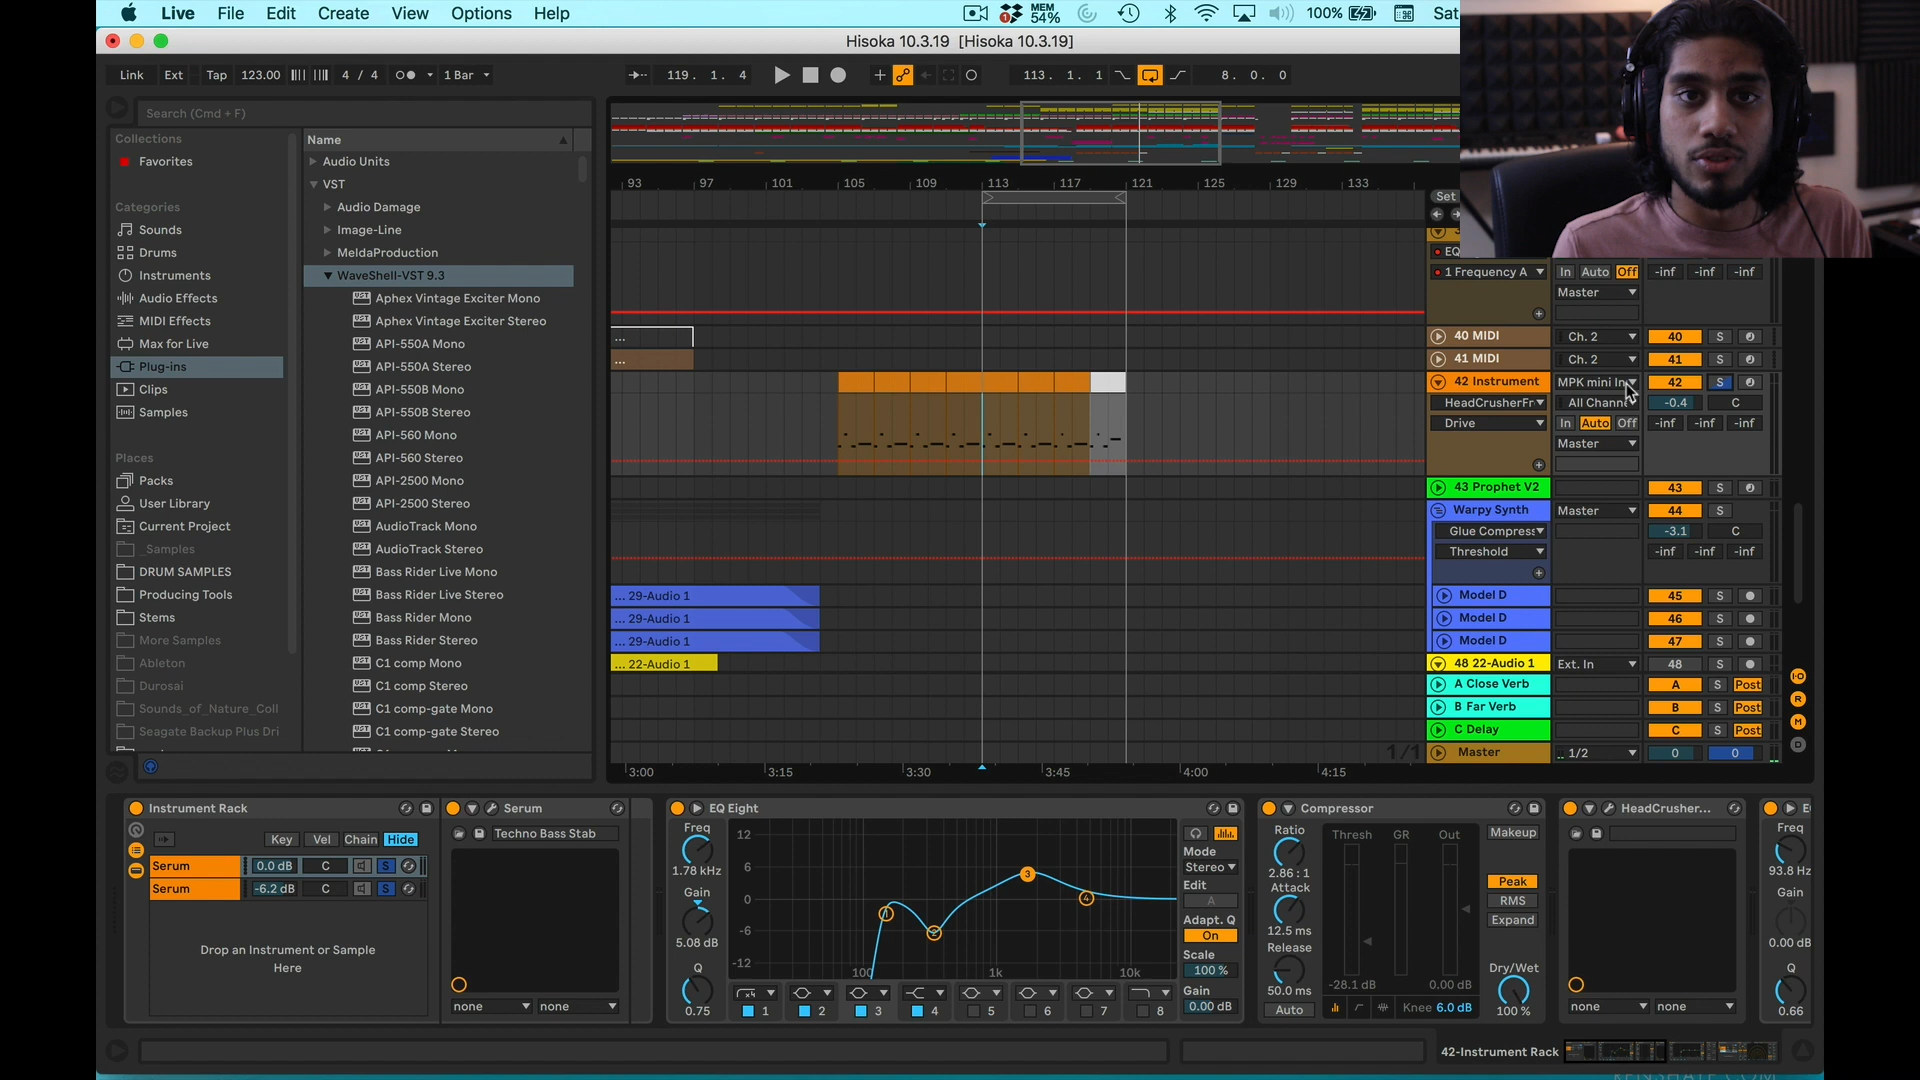 Live File Edit Create View Options Help
1 MEM 54% 100% Sat
Hisoka 10.3.19 [Hisoka 10.3.19]
Link Ext Tap 123.00 4 / 4 1 Bar 119. 1. 4 113. 1. 1 8. 0. 0
Search (Cmd + F)
Collections
Favorites
Categories
Sounds
Drums
Instruments
Audio Effects
MIDI Effects
Max for Live
Plug-ins
Clips
Samples
Places
Packs
User Library
Current Project
_Samples
DRUM SAMPLES
Producing Tools
Stems
More Samples
Ableton
Durosai
Sounds_of_Nature_Coll
Seagate Backup Plus Dri
Name
Audio Units
VST
Audio Damage
Image-Line
MeldaProduction
WaveShell-VST 9.3
Aphex Vintage Exciter Mono
Aphex Vintage Exciter Stereo
API-550A Mono
API-550A Stereo
API-550B Mono
API-550B Stereo
API-560 Mono
API-560 Stereo
API-2500 Mono
API-2500 Stereo
AudioTrack Mono
AudioTrack Stereo
Bass Rider Live Mono
Bass Rider Live Stereo
Bass Rider Mono
Bass Rider Stereo
C1 comp Mono
C1 comp Stereo
C1 comp-gate Mono
C1 comp-gate Stereo
93 97 101 105 109 113 117 121 125 129 133
Set
EQ
1 Frequency A In Auto Off -inf -inf -inf
Master
...
40 MIDI Ch. 2 40 S
...
41 MIDI Ch. 2 41 S
42 Instrument MPK mini In 42 S
HeadCrusherFr All Channe -0.4 C
Drive In Auto Off -inf -inf -inf
Master
43 Prophet V2 43 S
Warpy Synth Master 44 S
Glue Compress -3.1 C
Threshold -inf -inf -inf
... 29-Audio 1 Model D 45 S
... 29-Audio 1 Model D 46 S
... 29-Audio 1 Model D 47 S
... 22-Audio 1 48 22-Audio 1 Ext. In 48 S
A Close Verb A S Post
B Far Verb B S Post
C Delay C S Post
1/1 Master 1/2 0 0
I·O
R
M
D
3:00 3:15 3:30 3:45 4:00 4:15
Instrument Rack
Key Vel Chain Hide
Serum 0.0 dB C S
Serum -6.2 dB C S
Drop an Instrument or Sample
Here
Serum
Techno Bass Stab
none none
EQ Eight
Freq
1.78 kHz
Gain
5.08 dB
Q
0.75
12
6
0
-6
-12
100 1k 10k
1 2 3 4
1 2 3 4 5 6 7 8
Mode
Stereo
Edit
A
Adapt. Q
On
Scale
100 %
Gain
0.00 dB
Compressor
Ratio
2.86 : 1
Attack
12.5 ms
Release
50.0 ms
Auto
Thresh GR Out
-28.1 dB 0.00 dB
Knee 6.0 dB
Makeup
Peak
RMS
Expand
Dry/Wet
100 %
HeadCrusher...
none none
Freq
93.8 Hz
Gain
0.00 dB
Q
0.66
42-Instrument Rack